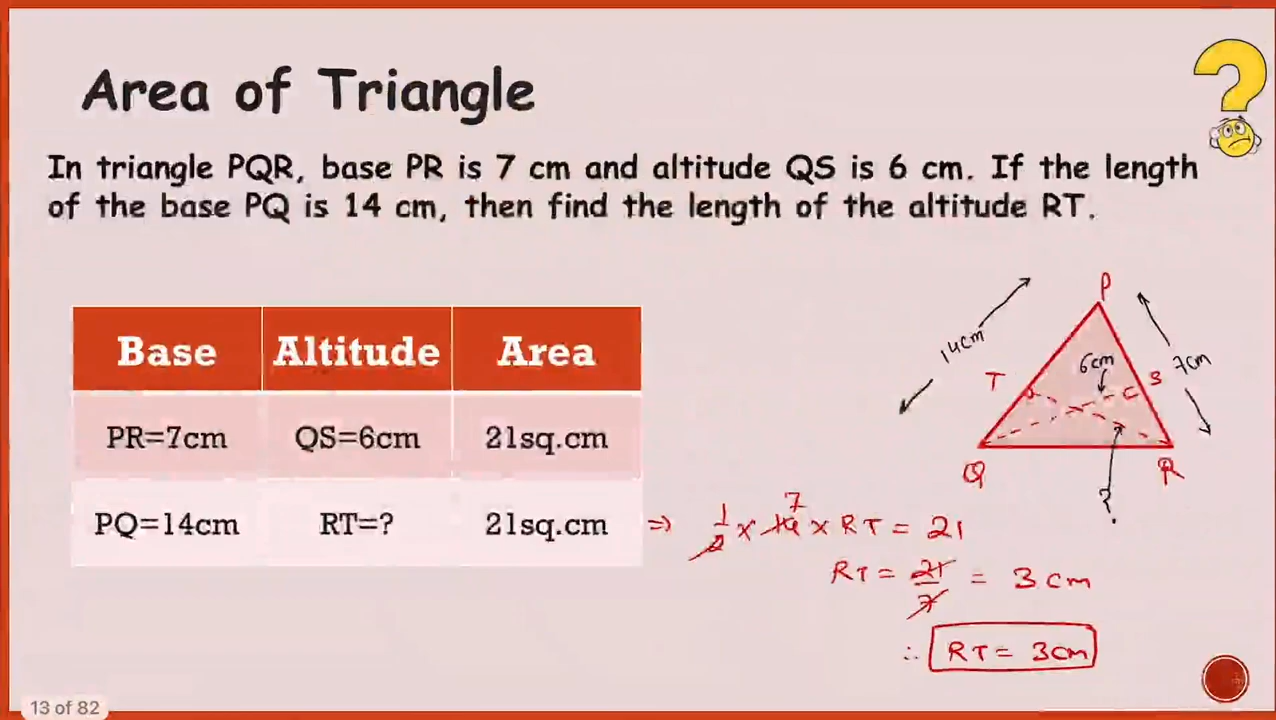 Area of Triangle
In triangle PQR, base PR is 7 cm and altitude QS is 6 cm. If the length
of the base PQ is 14 cm, then find the length of the altitude RT.
Base Altitude Area
PR=7cm QS=6cm 21sq.cm
PQ=14cm RT=? 21sq.cm
P
14cm
6cm
7cm
T
S
Q
R
?
⇒ 1/2 × 14 7 × RT = 21
RT = 21/7 = 3 cm
∴ RT = 3cm
13 of 82